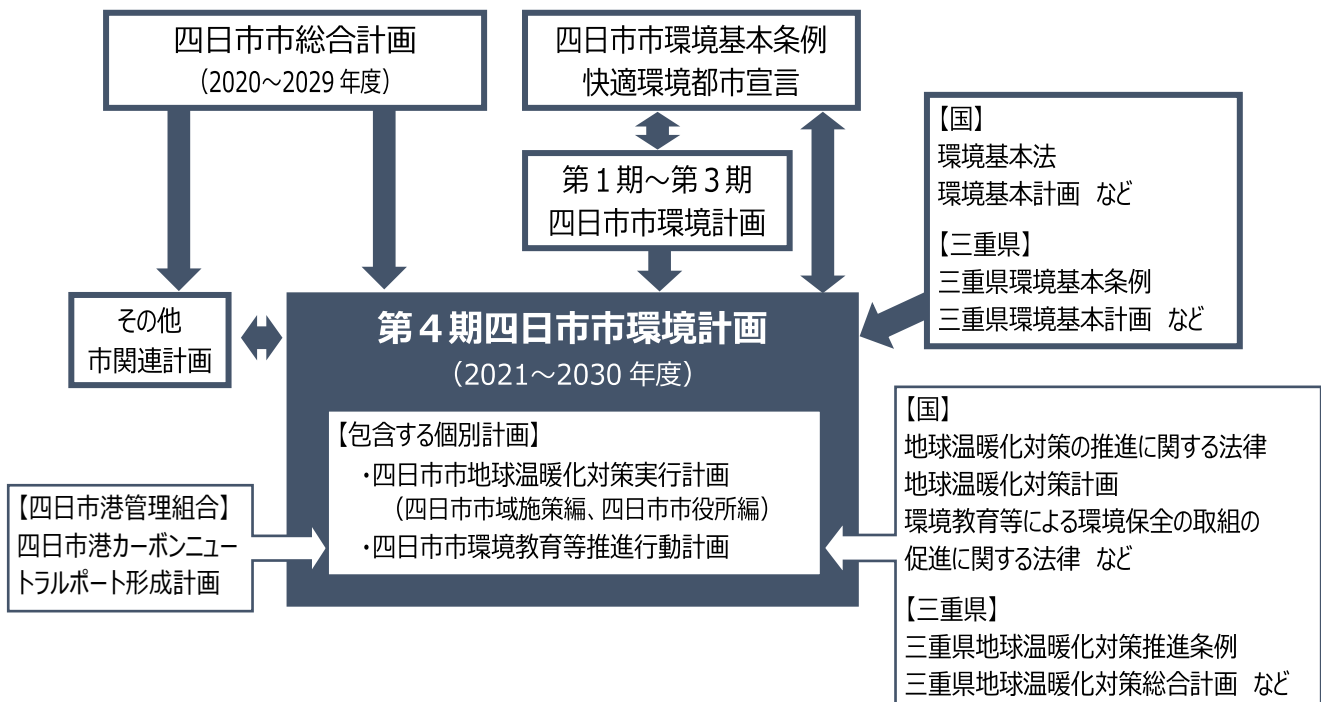 四日市市総合計画
（2020～2029 年度）
四日市市環境基本条例
快適環境都市宣言
第１期～第３期
四日市市環境計画
【国】
環境基本法
環境基本計画 など
【三重県】
三重県環境基本条例
三重県環境基本計画 など
その他
市関連計画
第４期四日市市環境計画
（2021～2030 年度）
【包含する個別計画】
・四日市市地球温暖化対策実行計画
（四日市市域施策編、四日市市役所編）
・四日市市環境教育等推進行動計画
【四日市港管理組合】
四日市港カーボンニュー
トラルポート形成計画
【国】
地球温暖化対策の推進に関する法律
地球温暖化対策計画
環境教育等による環境保全の取組の
促進に関する法律 など
【三重県】
三重県地球温暖化対策推進条例
三重県地球温暖化対策総合計画 など